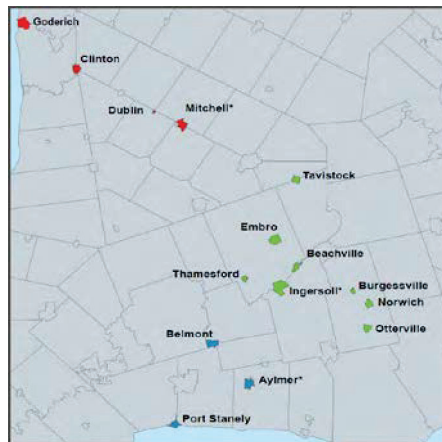 Goderich
Clinton
Dublin
Mitchell*
Tavistock
Embro
Beachville
Thamesford
Ingersoll*
Burgessville
Norwich
Otterville
Belmont
Aylmer*
Port Stanely